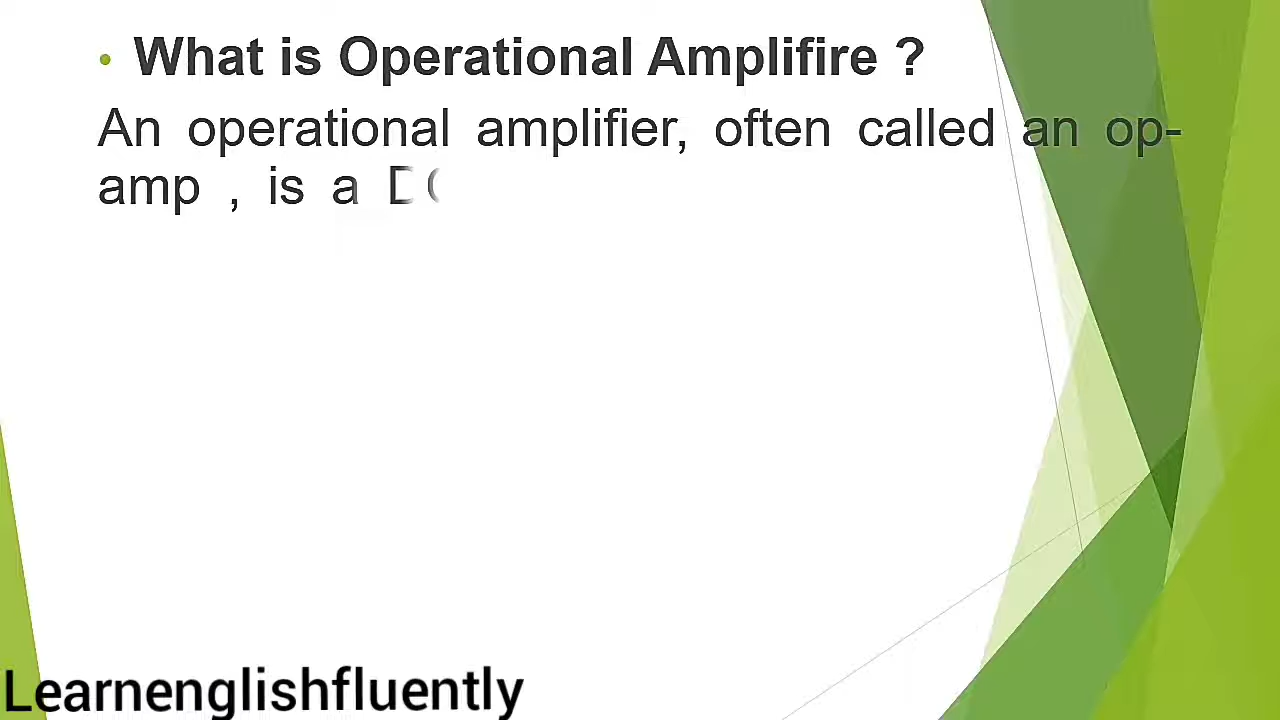 • What is Operational Amplifire ?
An operational amplifier, often called an op-
amp , is a
Learnenglishfluently